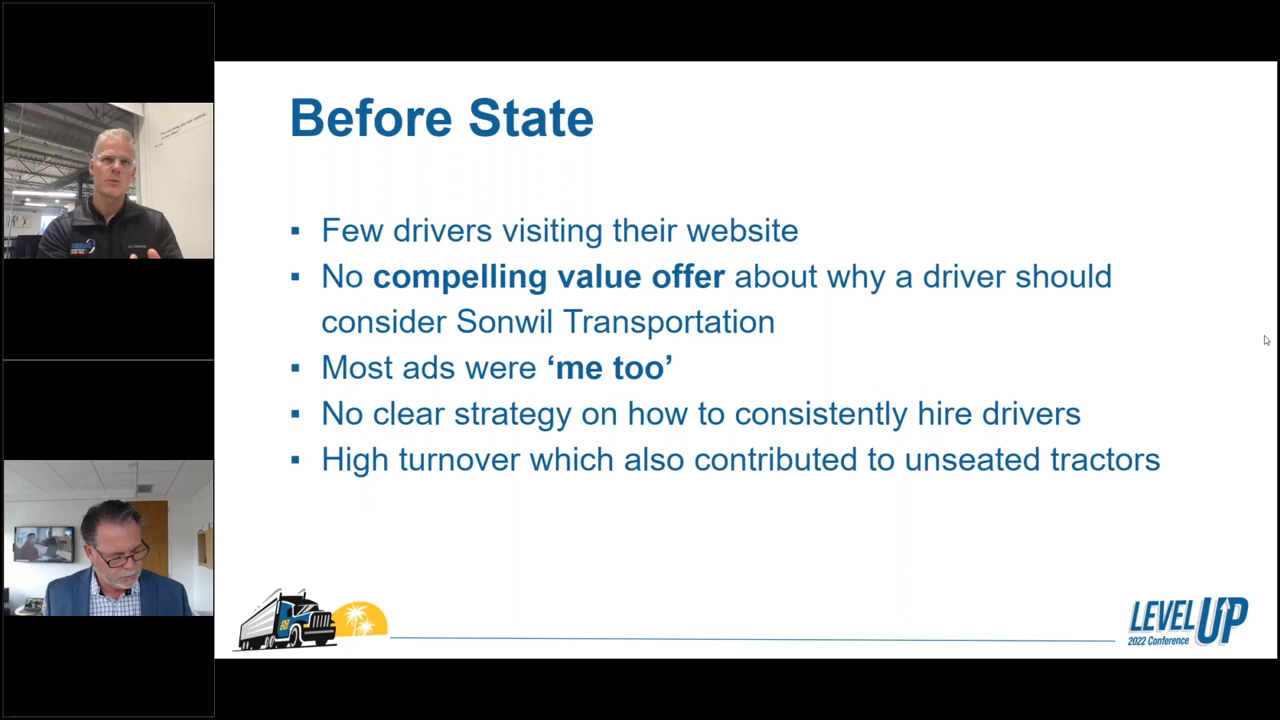 Before State
▪ Few drivers visiting their website
▪ No compelling value offer about why a driver should
consider Sonwil Transportation
▪ Most ads were ‘me too’
▪ No clear strategy on how to consistently hire drivers
▪ High turnover which also contributed to unseated tractors
LEVEL UP
2022 Conference